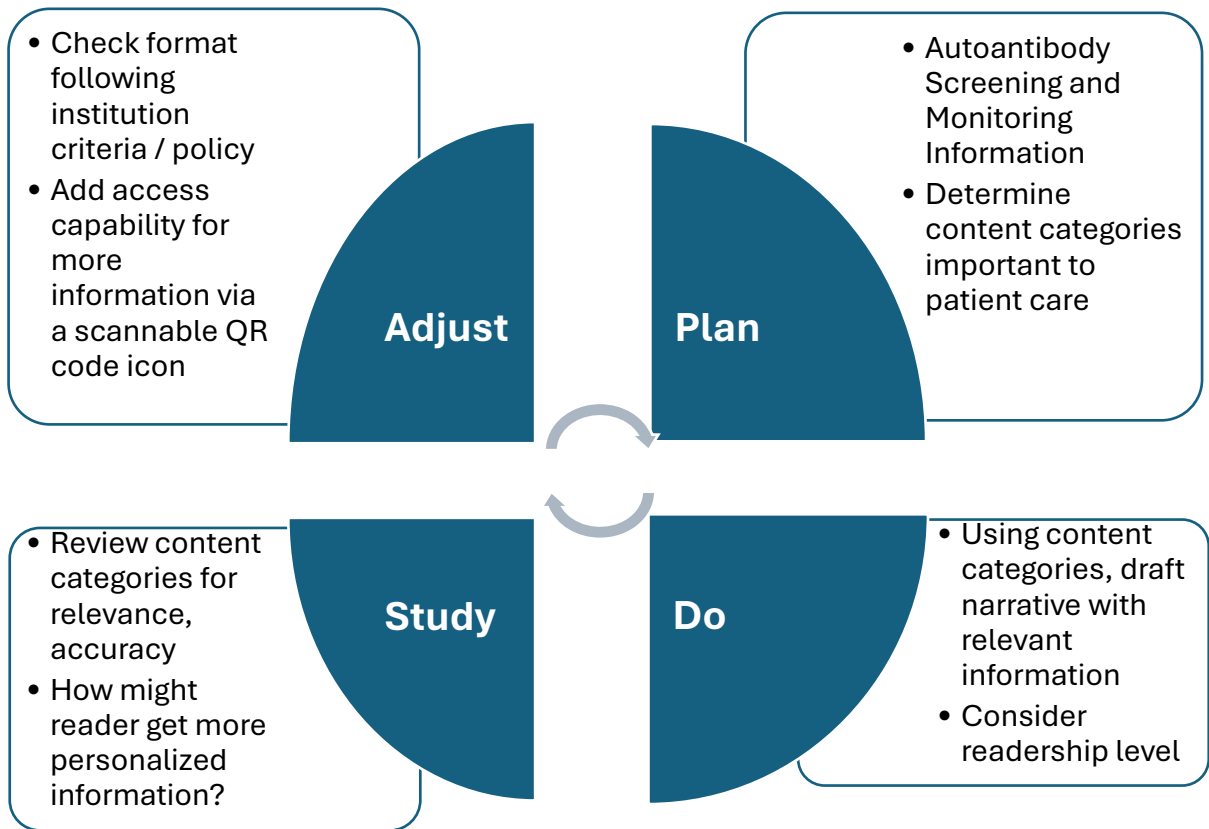 • Check format
following
institution
criteria / policy
• Add access
capability for
more
information via
a scannable QR
code icon
Adjust
• Autoantibody
Screening and
Monitoring
Information
• Determine
content categories
important to
patient care
Plan
• Review content
categories for
relevance,
accuracy
• How might
reader get more
personalized
information?
Study
• Using content
categories, draft
narrative with
relevant
information
• Consider
readership level
Do